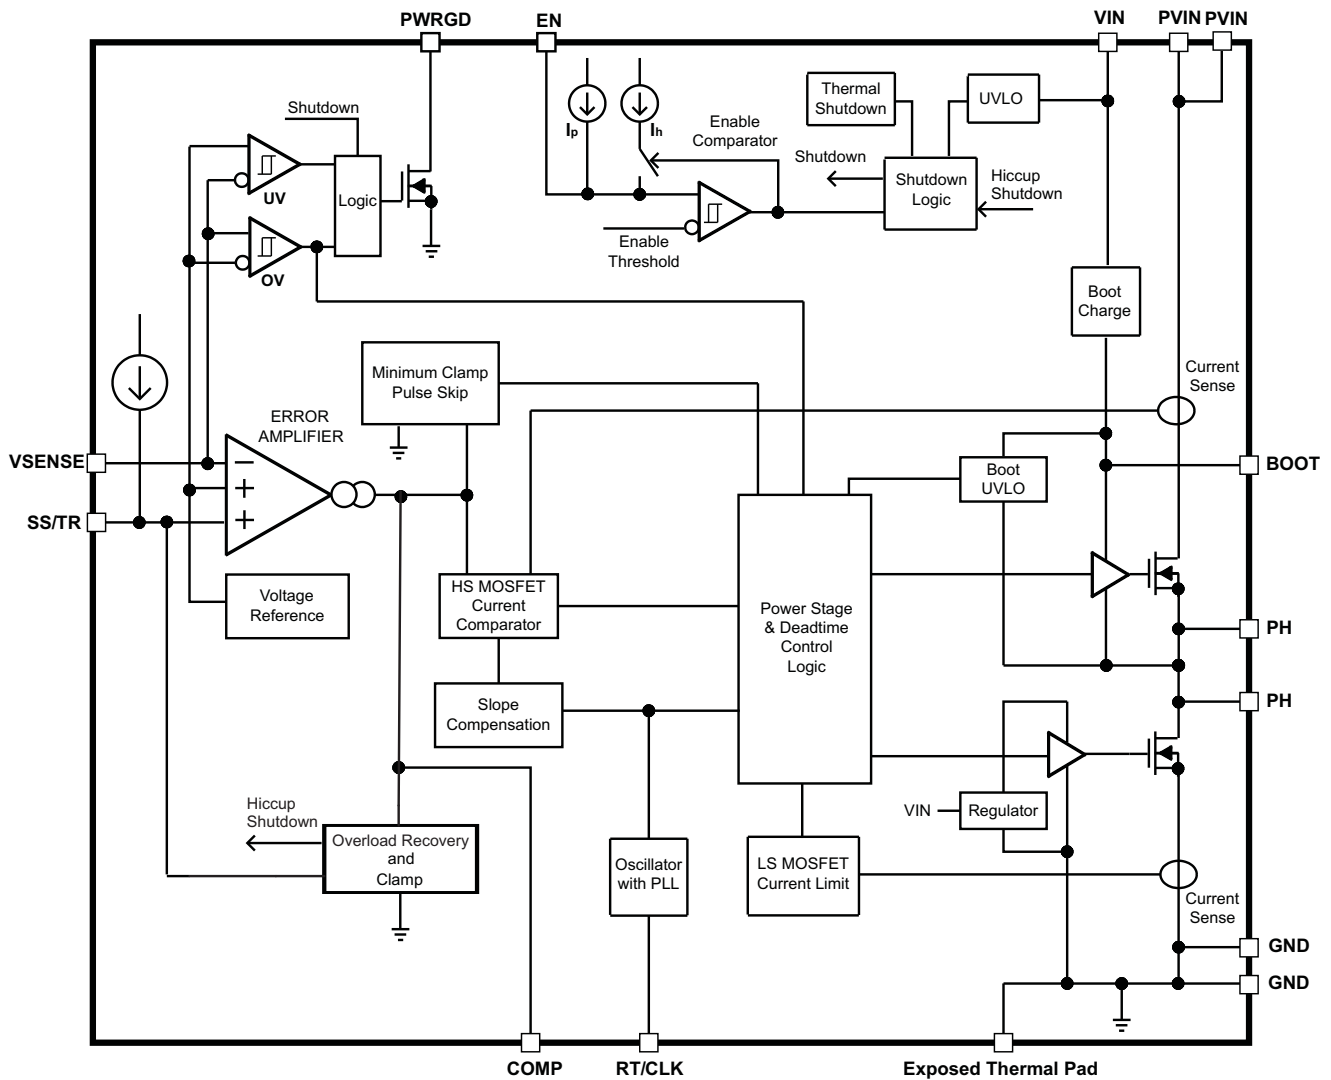 PWRGD
EN
VIN
PVIN
PVIN
Shutdown
UV
Logic
OV
Ip
Ih
Enable
Comparator
Thermal
Shutdown
UVLO
Shutdown
Shutdown
Logic
Hiccup
Shutdown
Enable
Threshold
Boot
Charge
Minimum Clamp
Pulse Skip
Current
Sense
ERROR
AMPLIFIER
VSENSE
−
+
+
SS/TR
BOOT
Boot
UVLO
Voltage
Reference
HS MOSFET
Current
Comparator
Power Stage
& Deadtime
Control
Logic
PH
Slope
Compensation
PH
Hiccup
Shutdown
Overload Recovery
and
Clamp
Oscillator
with PLL
LS MOSFET
Current Limit
VIN
Regulator
Current
Sense
GND
GND
COMP
RT/CLK
Exposed Thermal Pad